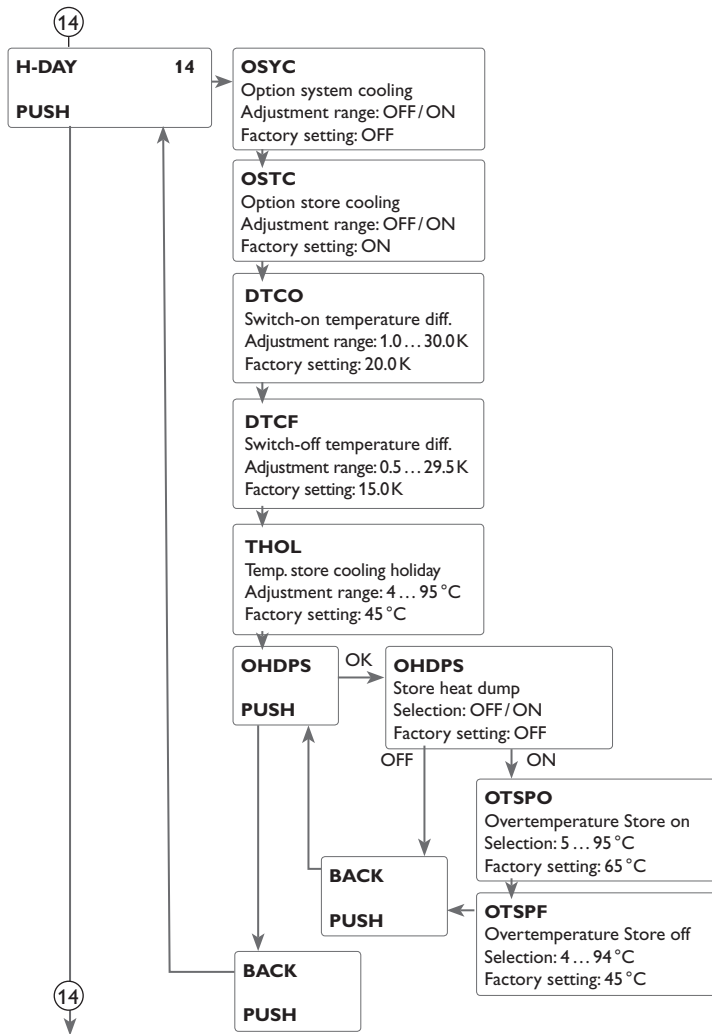 14
H-DAY 14
PUSH
OSYC
Option system cooling
Adjustment range: OFF/ON
Factory setting: OFF
OSTC
Option store cooling
Adjustment range: OFF/ON
Factory setting: ON
DTCO
Switch-on temperature diff.
Adjustment range: 1.0 ... 30.0 K
Factory setting: 20.0 K
DTCF
Switch-off temperature diff.
Adjustment range: 0.5 ... 29.5 K
Factory setting: 15.0 K
THOL
Temp. store cooling holiday
Adjustment range: 4 ... 95 °C
Factory setting: 45 °C
OHDPS
PUSH
OK
OHDPS
Store heat dump
Selection: OFF/ON
Factory setting: OFF
OFF
ON
OTSPO
Overtemperature Store on
Selection: 5 ... 95 °C
Factory setting: 65 °C
BACK
PUSH
OTSPF
Overtemperature Store off
Selection: 4 ... 94 °C
Factory setting: 45 °C
BACK
PUSH
14